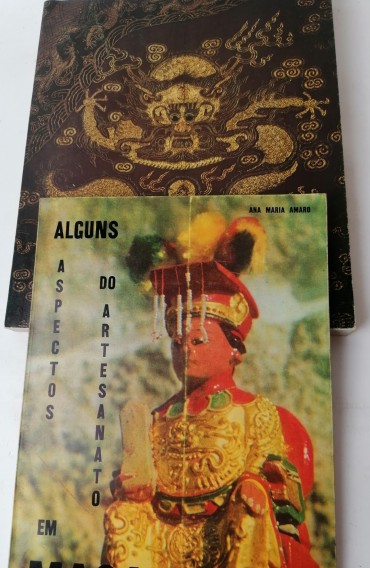 ANA MARIA AMARO
ALGUNS
ASPECTOS
DO ARTESANATO
EM